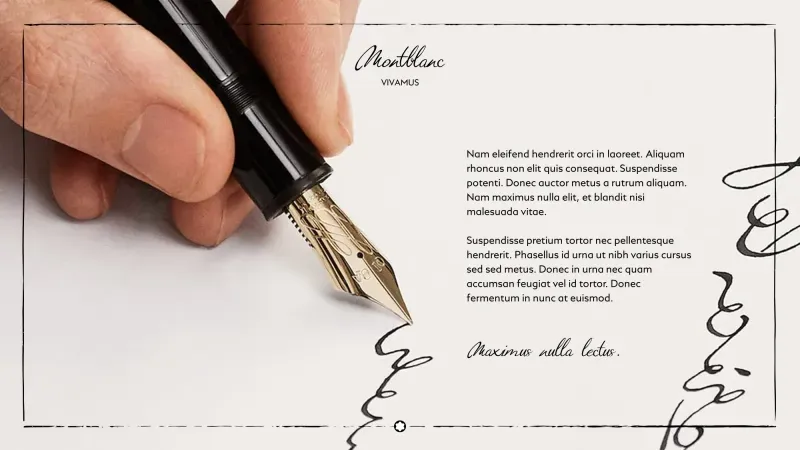 Montblanc
VIVAMUS
Nam eleifend hendrerit orci in laoreet. Aliquam
rhoncus non elit quis consequat. Suspendisse
potenti. Donec auctor metus a rutrum aliquam.
Nam maximus nulla elit, et blandit nisi
malesuada vitae.
Suspendisse pretium tortor nec pellentesque
hendrerit. Phasellus id urna ut nibh varius cursus
sed sed metus. Donec in urna nec quam
accumsan feugiat vel id tortor. Donec
fermentum in nunc at euismod.
Maximus nulla lectus.